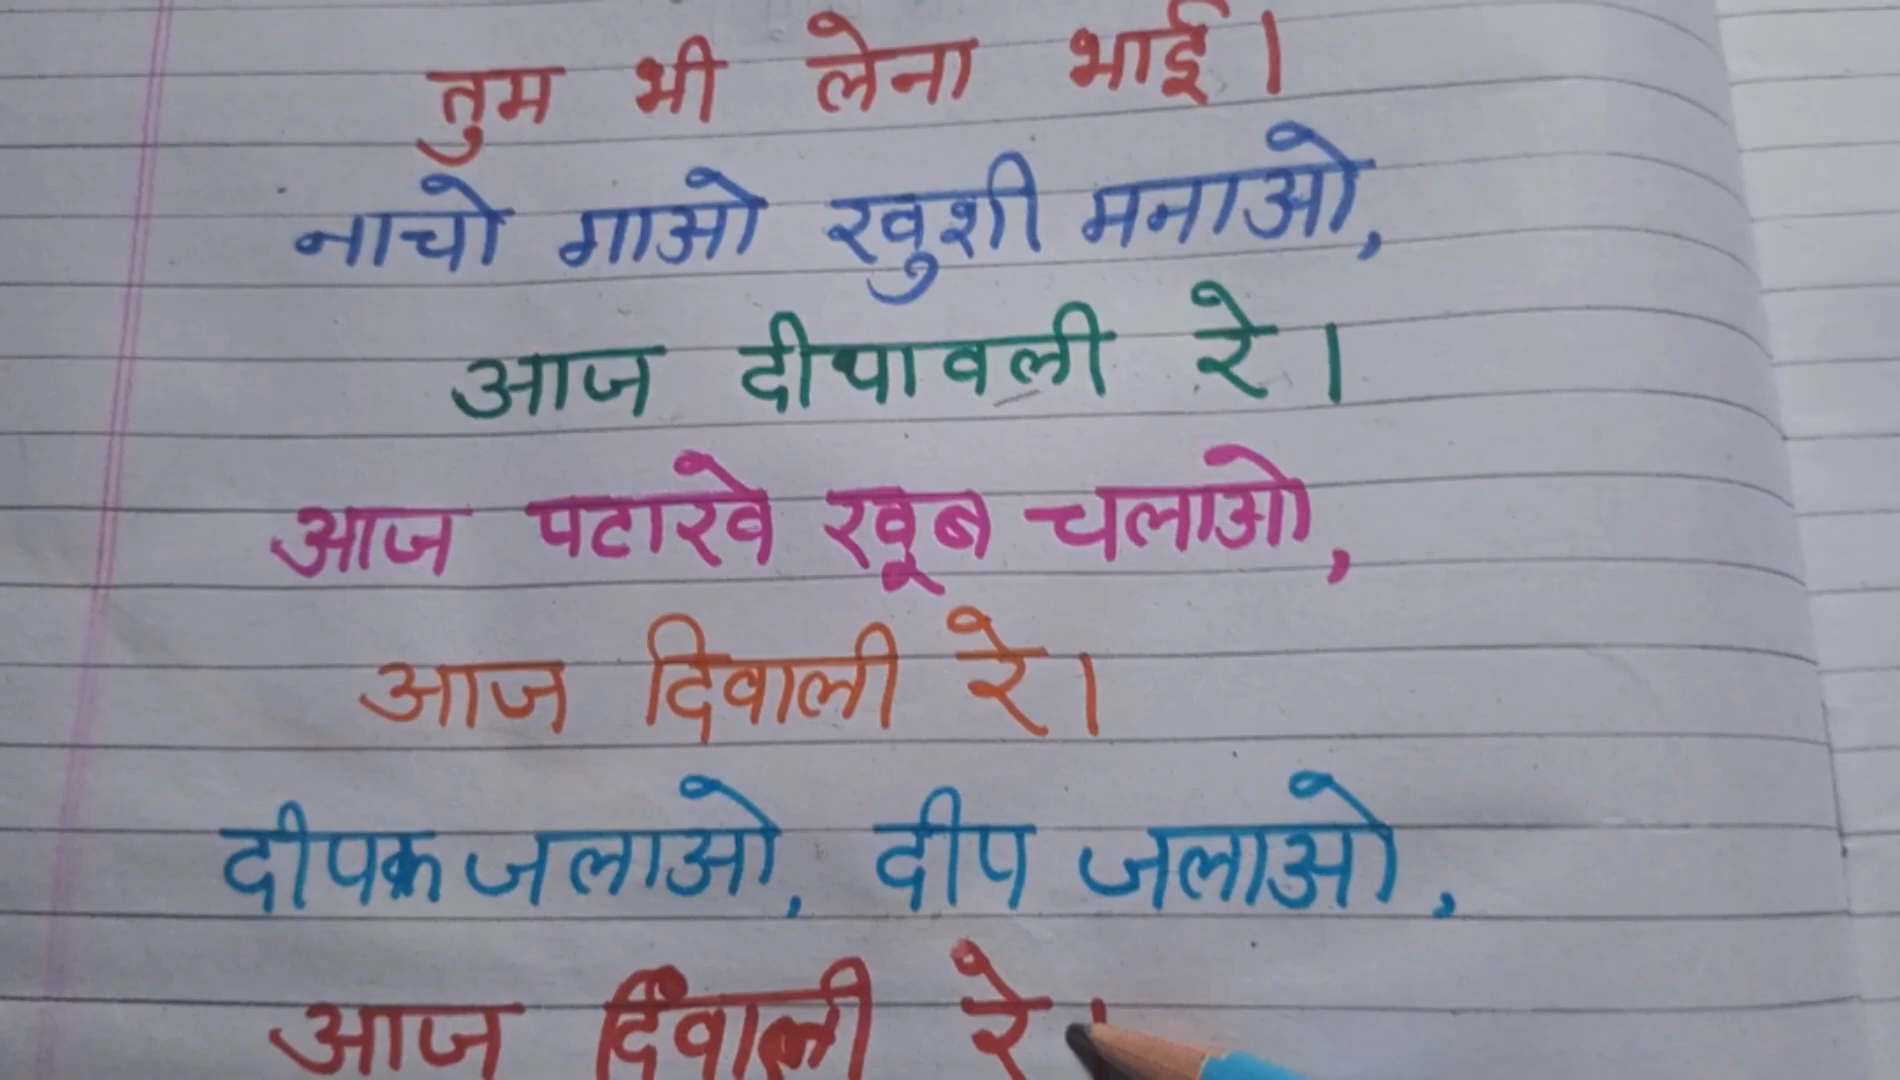 तुम भी लेना भाई।
नाचो गाओ खुशी मनाओ,
आज दीपावली रे।
आज पटाखे खूब चलाओ,
आज दिवाली रे।
दीपक जलाओ, दीप जलाओ,
आज दिवाली रे।